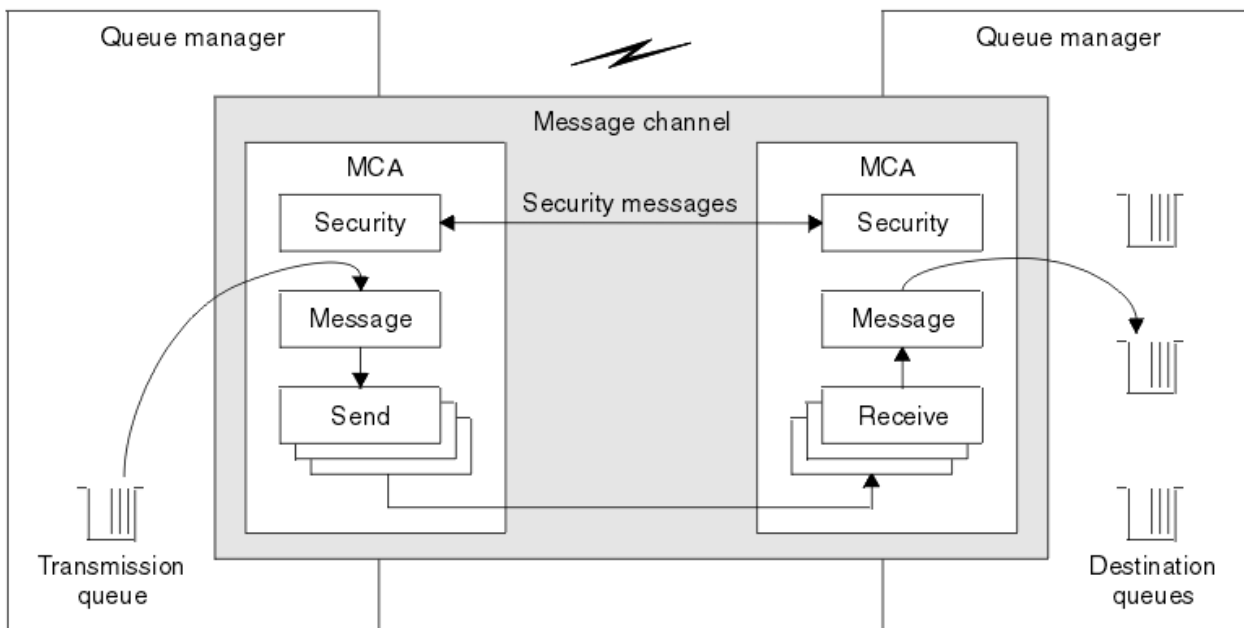 Queue manager
Queue manager
Message channel
MCA
MCA
Security
Security messages
Security
Message
Message
Send
Receive
Transmission
queue
Destination
queues